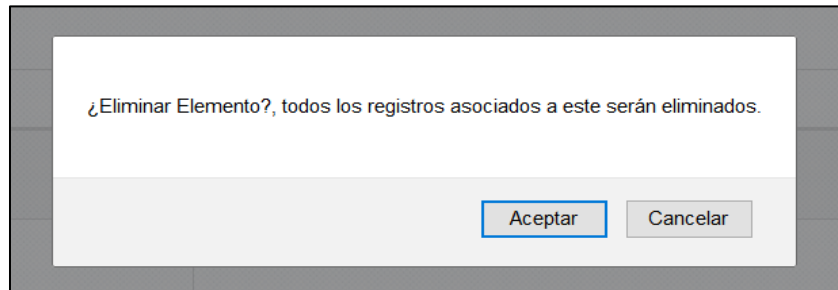 ¿Eliminar Elemento?, todos los registros asociados a este serán eliminados.
Aceptar Cancelar